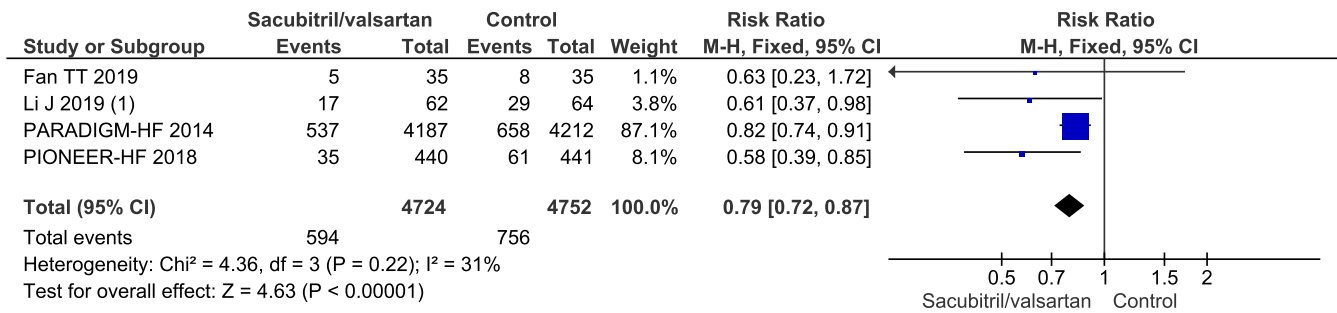 Sacubitril/valsartan Control Risk Ratio Risk Ratio
Study or Subgroup Events Total Events Total Weight M-H, Fixed, 95% CI M-H, Fixed, 95% CI
Fan TT 2019 5 35 8 35 1.1% 0.63 [0.23, 1.72]
Li J 2019 (1) 17 62 29 64 3.8% 0.61 [0.37, 0.98]
PARADIGM-HF 2014 537 4187 658 4212 87.1% 0.82 [0.74, 0.91]
PIONEER-HF 2018 35 440 61 441 8.1% 0.58 [0.39, 0.85]
Total (95% CI) 4724 4752 100.0% 0.79 [0.72, 0.87]
Total events 594 756
Heterogeneity: Chi² = 4.36, df = 3 (P = 0.22); I² = 31%
Test for overall effect: Z = 4.63 (P < 0.00001)
0.5 0.7 1 1.5 2
Sacubitril/valsartan Control